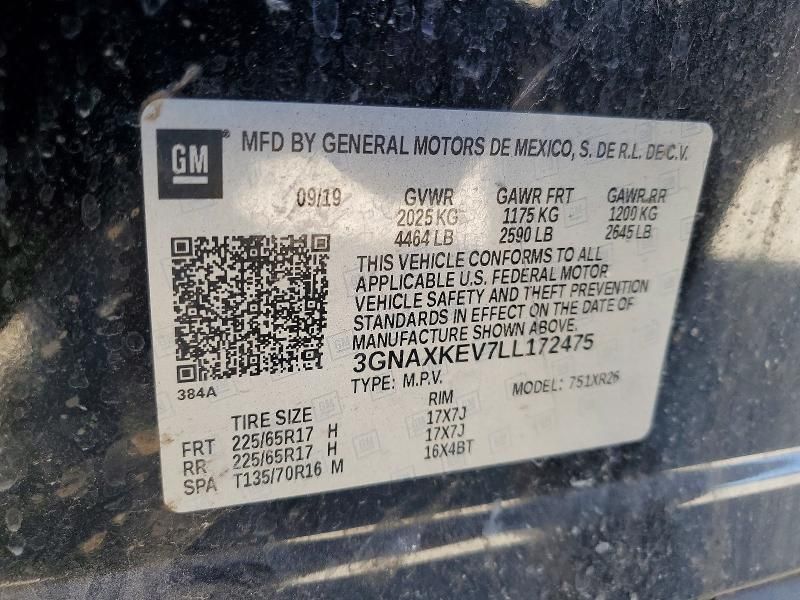 GM® MFD BY GENERAL MOTORS DE MEXICO, S. DE R.L. DE C.V.
09/19 GVWR GAWR FRT GAWR RR
2025 KG 1175 KG 1200 KG
4464 LB 2590 LB 2645 LB
THIS VEHICLE CONFORMS TO ALL
APPLICABLE U.S. FEDERAL MOTOR
VEHICLE SAFETY AND THEFT PREVENTION
STANDARDS IN EFFECT ON THE DATE OF
MANUFACTURE SHOWN ABOVE.
3GNAXKEV7LL172475
384A TYPE: M.P.V. MODEL: 751XR26
TIRE SIZE RIM
FRT 225/65R17 H 17X7J
RR 225/65R17 H 17X7J
SPA T135/70R16 M 16X4BT